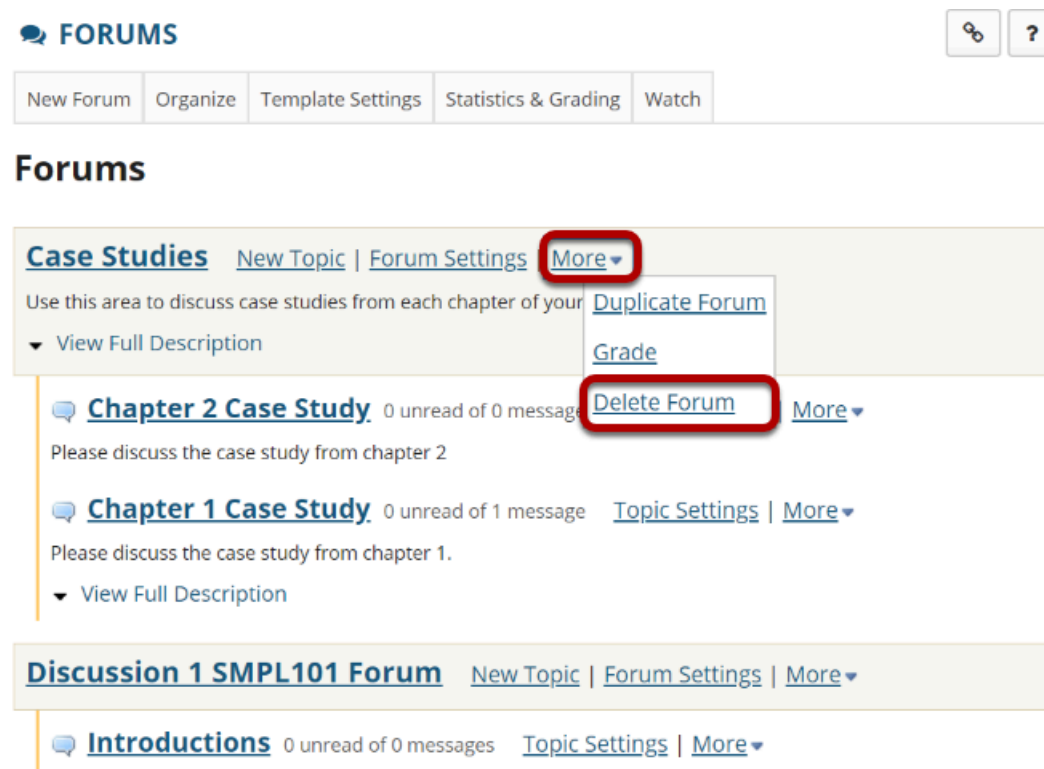 FORUMS ?
New Forum Organize Template Settings Statistics & Grading Watch
Forums
Case Studies New Topic | Forum Settings | More
Use this area to discuss case studies from each chapter of your
Duplicate Forum
View Full Description
Grade
Delete Forum
Chapter 2 Case Study 0 unread of 0 message | More
Please discuss the case study from chapter 2
Chapter 1 Case Study 0 unread of 1 message Topic Settings | More
Please discuss the case study from chapter 1.
View Full Description
Discussion 1 SMPL101 Forum New Topic | Forum Settings | More
Introductions 0 unread of 0 messages Topic Settings | More